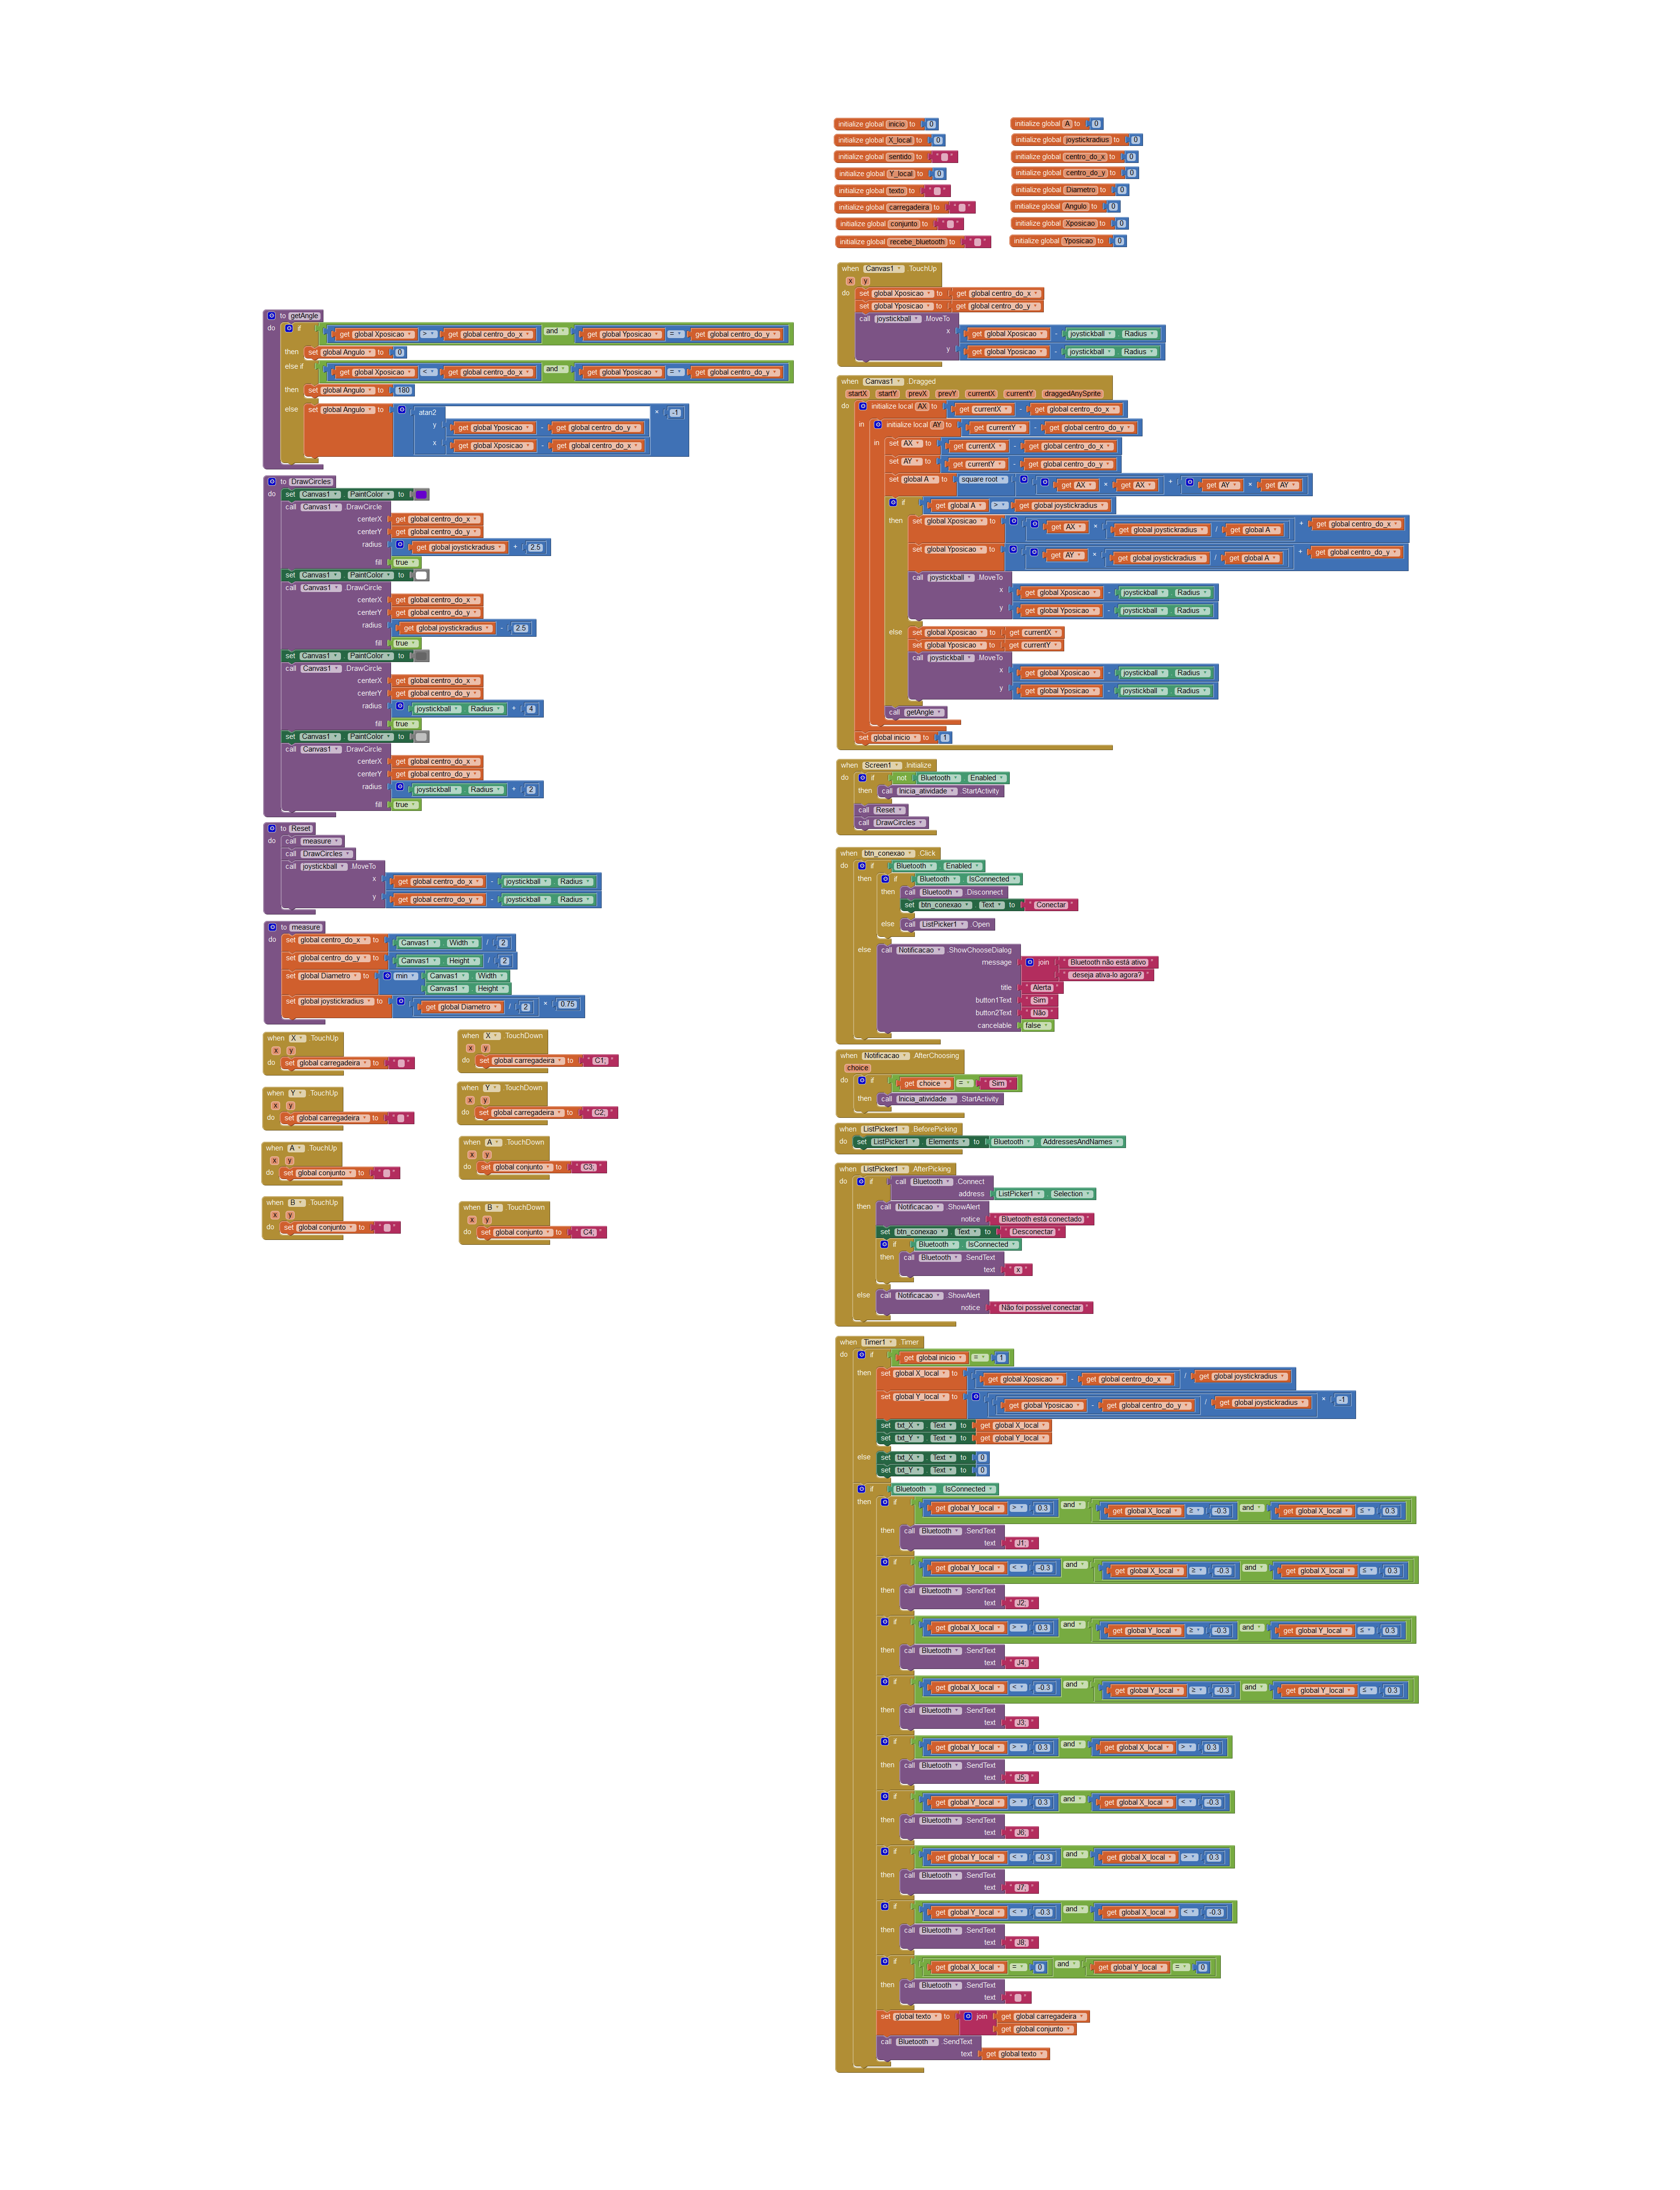 initialize global inicio to 0
initialize global X_local to 0
initialize global sentido to " "
initialize global Y_local to 0
initialize global texto to " "
initialize global carregadeira to " "
initialize global conjunto to " "
initialize global recebe_bluetooth to " "
initialize global A to 0
initialize global joystickradius to 0
initialize global centro_do_x to 0
initialize global centro_do_y to 0
initialize global Diametro to 0
initialize global Angulo to 0
initialize global Xposicao to 0
initialize global Yposicao to 0
to getAngle
do if get global Xposicao > get global centro_do_x and get global Yposicao = get global centro_do_y
then set global Angulo to 0
else if get global Xposicao < get global centro_do_x and get global Yposicao = get global centro_do_y
then set global Angulo to 180
else set global Angulo to atan2 × -1
y get global Yposicao - get global centro_do_y
x get global Xposicao - get global centro_do_x
to DrawCircles
do set Canvas1 . PaintColor to
call Canvas1 .DrawCircle
centerX get global centro_do_x
centerY get global centro_do_y
radius get global joystickradius + 2.5
fill true
set Canvas1 . PaintColor to
call Canvas1 .DrawCircle
centerX get global centro_do_x
centerY get global centro_do_y
radius get global joystickradius - 2.5
fill true
set Canvas1 . PaintColor to
call Canvas1 .DrawCircle
centerX get global centro_do_x
centerY get global centro_do_y
radius joystickball . Radius + 4
fill true
set Canvas1 . PaintColor to
call Canvas1 .DrawCircle
centerX get global centro_do_x
centerY get global centro_do_y
radius joystickball . Radius + 2
fill true
to Reset
do call measure
call DrawCircles
call joystickball .MoveTo
x get global centro_do_x - joystickball . Radius
y get global centro_do_y - joystickball . Radius
to measure
do set global centro_do_x to Canvas1 . Width / 2
set global centro_do_y to Canvas1 . Height / 2
set global Diametro to min Canvas1 . Width
Canvas1 . Height
set global joystickradius to get global Diametro / 2 × 0.75
when X .TouchUp
x y
do set global carregadeira to " "
when Y .TouchUp
x y
do set global carregadeira to " "
when A .TouchUp
x y
do set global conjunto to " "
when B .TouchUp
x y
do set global conjunto to " "
when X .TouchDown
x y
do set global carregadeira to " C1; "
when Y .TouchDown
x y
do set global carregadeira to " C2; "
when A .TouchDown
x y
do set global conjunto to " C3; "
when B .TouchDown
x y
do set global conjunto to " C4; "
when Canvas1 .TouchUp
x y
do set global Xposicao to get global centro_do_x
set global Yposicao to get global centro_do_y
call joystickball .MoveTo
x get global Xposicao - joystickball . Radius
y get global Yposicao - joystickball . Radius
when Canvas1 .Dragged
startX startY prevX prevY currentX currentY draggedAnySprite
do initialize local AX to get currentX - get global centro_do_x
in initialize local AY to get currentY - get global centro_do_y
in set AX to get currentX - get global centro_do_x
set AY to get currentY - get global centro_do_y
set global A to square root get AX × get AX + get AY × get AY
if get global A > get global joystickradius
then set global Xposicao to get AX × get global joystickradius / get global A + get global centro_do_x
set global Yposicao to get AY × get global joystickradius / get global A + get global centro_do_y
call joystickball .MoveTo
x get global Xposicao - joystickball . Radius
y get global Yposicao - joystickball . Radius
else set global Xposicao to get currentX
set global Yposicao to get currentY
call joystickball .MoveTo
x get global Xposicao - joystickball . Radius
y get global Yposicao - joystickball . Radius
call getAngle
set global inicio to 1
when Screen1 .Initialize
do if not Bluetooth . Enabled
then call Inicia_atividade .StartActivity
call Reset
call DrawCircles
when btn_conexao .Click
do if Bluetooth . Enabled
then if Bluetooth . IsConnected
then call Bluetooth .Disconnect
set btn_conexao . Text to " Conectar "
else call ListPicker1 .Open
else call Notificacao .ShowChooseDialog
message join " Bluetooth não está ativo "
" deseja ativa-lo agora? "
title " Alerta "
button1Text " Sim "
button2Text " Não "
cancelable false
when Notificacao .AfterChoosing
choice
do if get choice = " Sim "
then call Inicia_atividade .StartActivity
when ListPicker1 .BeforePicking
do set ListPicker1 . Elements to Bluetooth . AddressesAndNames
when ListPicker1 .AfterPicking
do if call Bluetooth .Connect
address ListPicker1 . Selection
then call Notificacao .ShowAlert
notice " Bluetooth está conectado "
set btn_conexao . Text to " Desconectar "
if Bluetooth . IsConnected
then call Bluetooth .SendText
text " x "
else call Notificacao .ShowAlert
notice " Não foi possível conectar "
when Timer1 .Timer
do if get global inicio = 1
then set global X_local to get global Xposicao - get global centro_do_x / get global joystickradius
set global Y_local to get global Yposicao - get global centro_do_y / get global joystickradius × -1
set txt_X . Text to get global X_local
set txt_Y . Text to get global Y_local
else set txt_X . Text to 0
set txt_Y . Text to 0
if Bluetooth . IsConnected
then if get global Y_local > 0.3 and get global X_local ≥ -0.3 and get global X_local ≤ 0.3
then call Bluetooth .SendText
text " J1; "
if get global Y_local < -0.3 and get global X_local ≥ -0.3 and get global X_local ≤ 0.3
then call Bluetooth .SendText
text " J2; "
if get global X_local > 0.3 and get global Y_local ≥ -0.3 and get global Y_local ≤ 0.3
then call Bluetooth .SendText
text " J4; "
if get global X_local < -0.3 and get global Y_local ≥ -0.3 and get global Y_local ≤ 0.3
then call Bluetooth .SendText
text " J3; "
if get global Y_local > 0.3 and get global X_local > 0.3
then call Bluetooth .SendText
text " J5; "
if get global Y_local > 0.3 and get global X_local < -0.3
then call Bluetooth .SendText
text " J6; "
if get global Y_local < -0.3 and get global X_local > 0.3
then call Bluetooth .SendText
text " J7; "
if get global Y_local < -0.3 and get global X_local < -0.3
then call Bluetooth .SendText
text " J8; "
if get global X_local = 0 and get global Y_local = 0
then call Bluetooth .SendText
text " "
set global texto to join get global carregadeira
get global conjunto
call Bluetooth .SendText
text get global texto